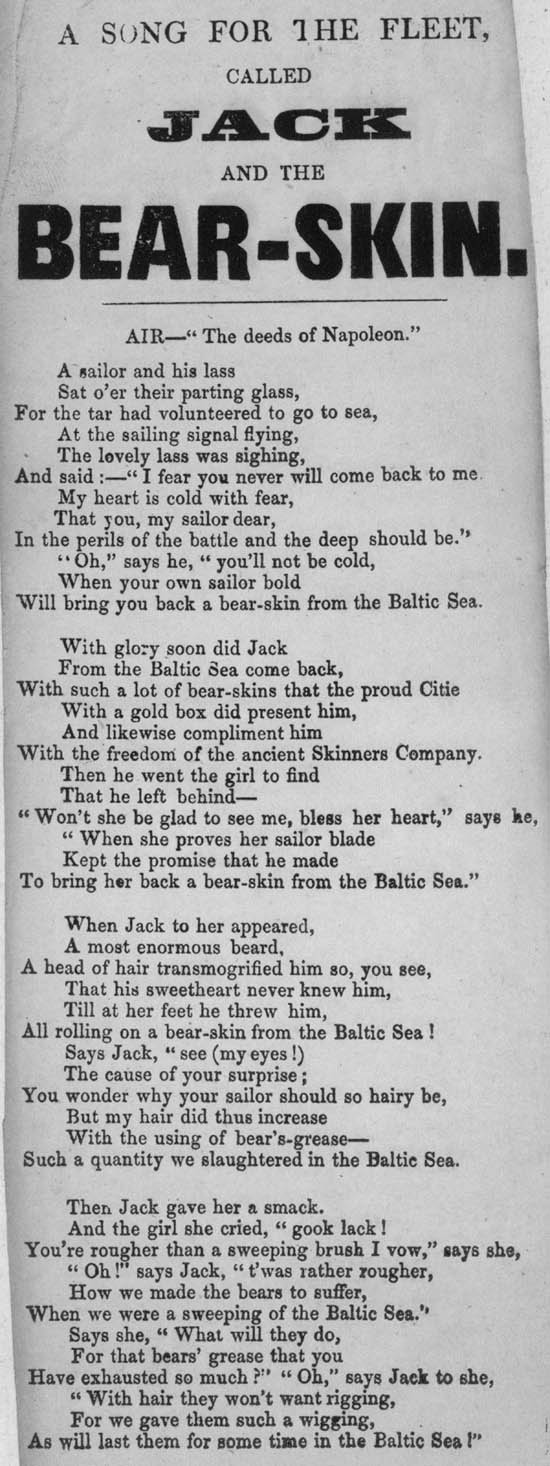 A SONG FOR THE FLEET,
CALLED
JACK
AND THE
BEAR-SKIN.
AIR—“ The deeds of Napoleon.”
A sailor and his lass
Sat o’er their parting glass,
For the tar had volunteered to go to sea,
At the sailing signal flying,
The lovely lass was sighing,
And said :—“ I fear you never will come back to me.
My heart is cold with fear,
That you, my sailor dear,
In the perils of the battle and the deep should be.”
“Oh,” says he, “ you’ll not be cold,
When your own sailor bold
Will bring you back a bear-skin from the Baltic Sea.
With glory soon did Jack
From the Baltic Sea come back,
With such a lot of bear-skins that the proud Citie
With a gold box did present him,
And likewise compliment him
With the freedom of the ancient Skinners Company.
Then he went the girl to find
That he left behind—
“ Won’t she be glad to see me, bless her heart,” says he,
“ When she proves her sailor blade
Kept the promise that he made
To bring her back a bear-skin from the Baltic Sea.”
When Jack to her appeared,
A most enormous beard,
A head of hair transmogrified him so, you see,
That his sweetheart never knew him,
Till at her feet he threw him,
All rolling on a bear-skin from the Baltic Sea !
Says Jack, “ see (my eyes !)
The cause of your surprise ;
You wonder why your sailor should so hairy be,
But my hair did thus increase
With the using of bear’s-grease—
Such a quantity we slaughtered in the Baltic Sea.
Then Jack gave her a smack.
And the girl she cried, “ gook lack !
You’re rougher than a sweeping brush I vow,” says she,
“ Oh !” says Jack, “ t’was rather rougher,
How we made the bears to suffer,
When we were a sweeping of the Baltic Sea.”
Says she, “ What will they do,
For that bears’ grease that you
Have exhausted so much ?” “ Oh,” says Jack to she,
“ With hair they won’t want rigging,
For we gave them such a wigging,
As will last them for some time in the Baltic Sea !”